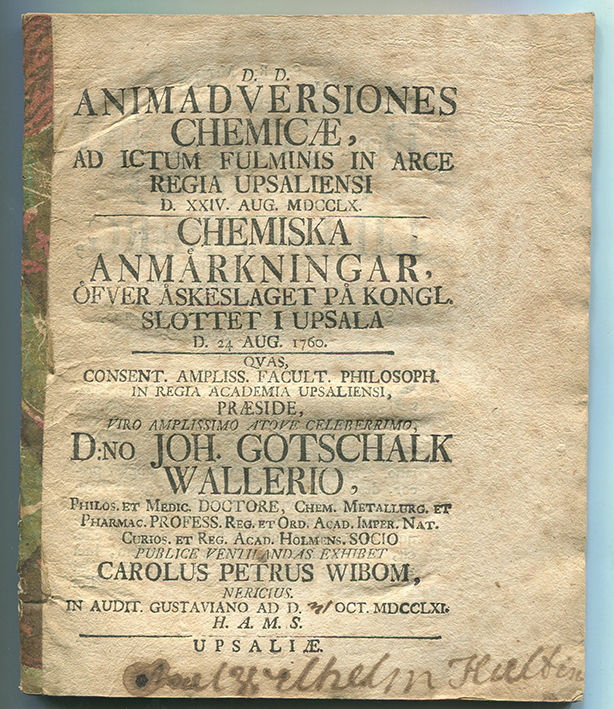 D. D.
ANIMADVERSIONES
CHEMICÆ,
AD ICTUM FULMINIS IN ARCE
REGIA UPSALIENSI
D. XXIV. AUG. MDCCLX.
CHEMISKA
ANMÅRKNINGAR,
ÖFVER ÅSKESLAGET PÅ KONGL.
SLOTTET I UPSALA
D. 24 AUG. 1760.
QVAS,
CONSENT. AMPLISS. FACULT. PHILOSOPH.
IN REGIA ACADEMIA UPSALIENSI,
PRÆSIDE,
VIRO AMPLISSIMO ATQVE CELEBERRIMO,
D:NO JOH. GOTSCHALK
WALLERIO,
PHILOS. ET MEDIC. DOCTORE, CHEM. METALLURG. ET
PHARMAC. PROFESS. REG. ET ORD. ACAD. IMPER. NAT.
CURIOS. ET REG. ACAD. HOLMENS. SOCIO
PUBLICE VENTILANDAS EXHIBET
CAROLUS PETRUS WIBOM,
NERICIUS.
IN AUDIT. GUSTAVIANO AD D. OCT. MDCCLXI.
H. A. M. S.
UPSALIÆ.
Wilhelm